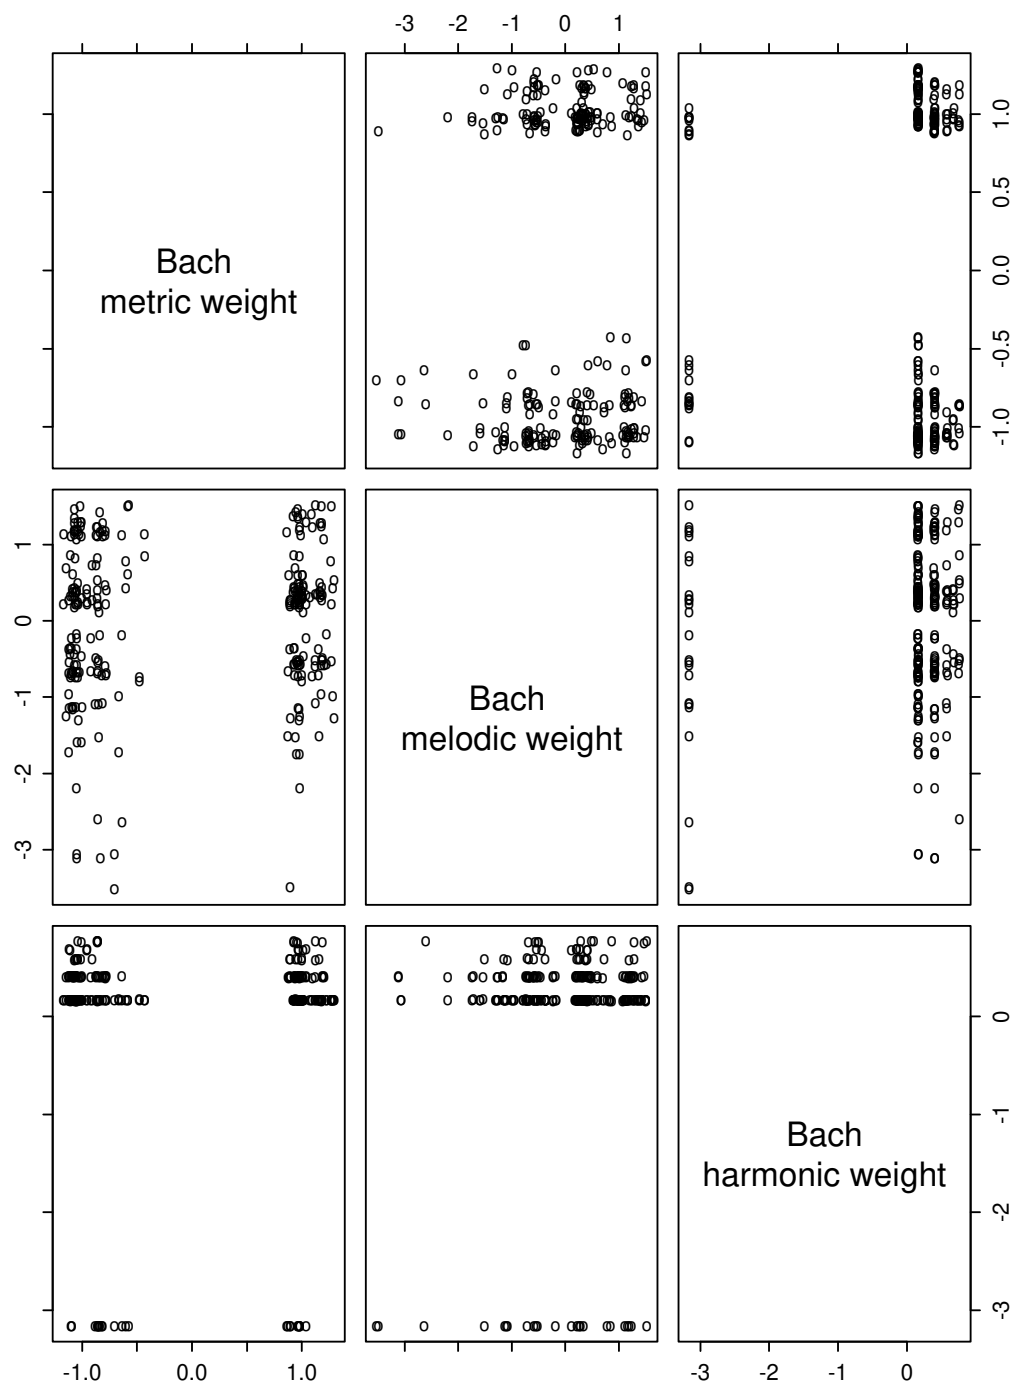 -3 -2 -1 0 1
Bach
metric weight
-1.0 -0.5 0.0 0.5 1.0
-3 -2 -1 0 1
Bach
melodic weight
Bach
harmonic weight
-3 -2 -1 0
-1.0 0.0 1.0
-3 -2 -1 0